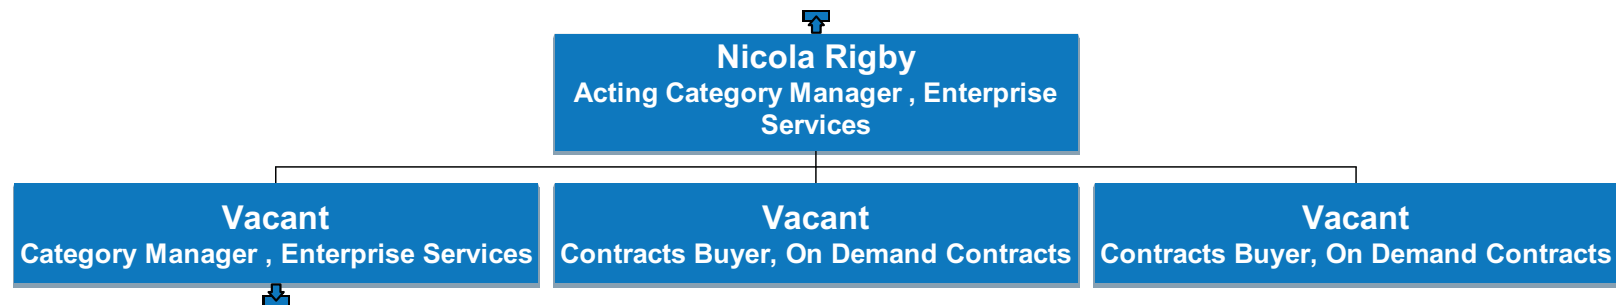 Nicola Rigby
Acting Category Manager , Enterprise
Services
Vacant
Category Manager , Enterprise Services
Vacant
Contracts Buyer, On Demand Contracts
Vacant
Contracts Buyer, On Demand Contracts